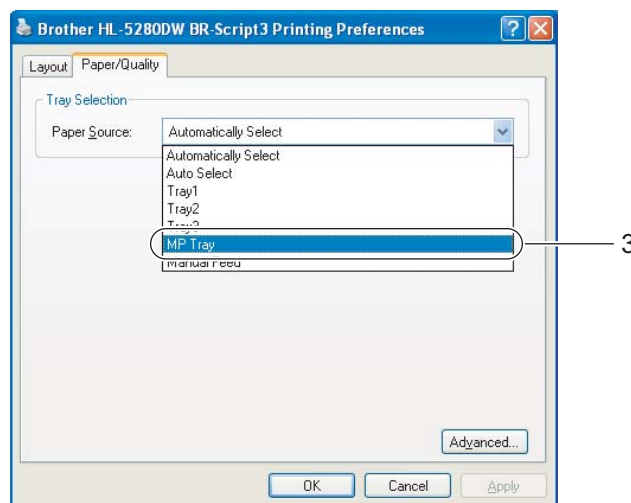 Brother HL-5280DW BR-Script3 Printing Preferences
Layout Paper/Quality
Tray Selection
Paper Source: Automatically Select
Automatically Select
Auto Select
Tray1
Tray2
Tray3
MP Tray 3
Manual Feed
Advanced...
OK Cancel Apply